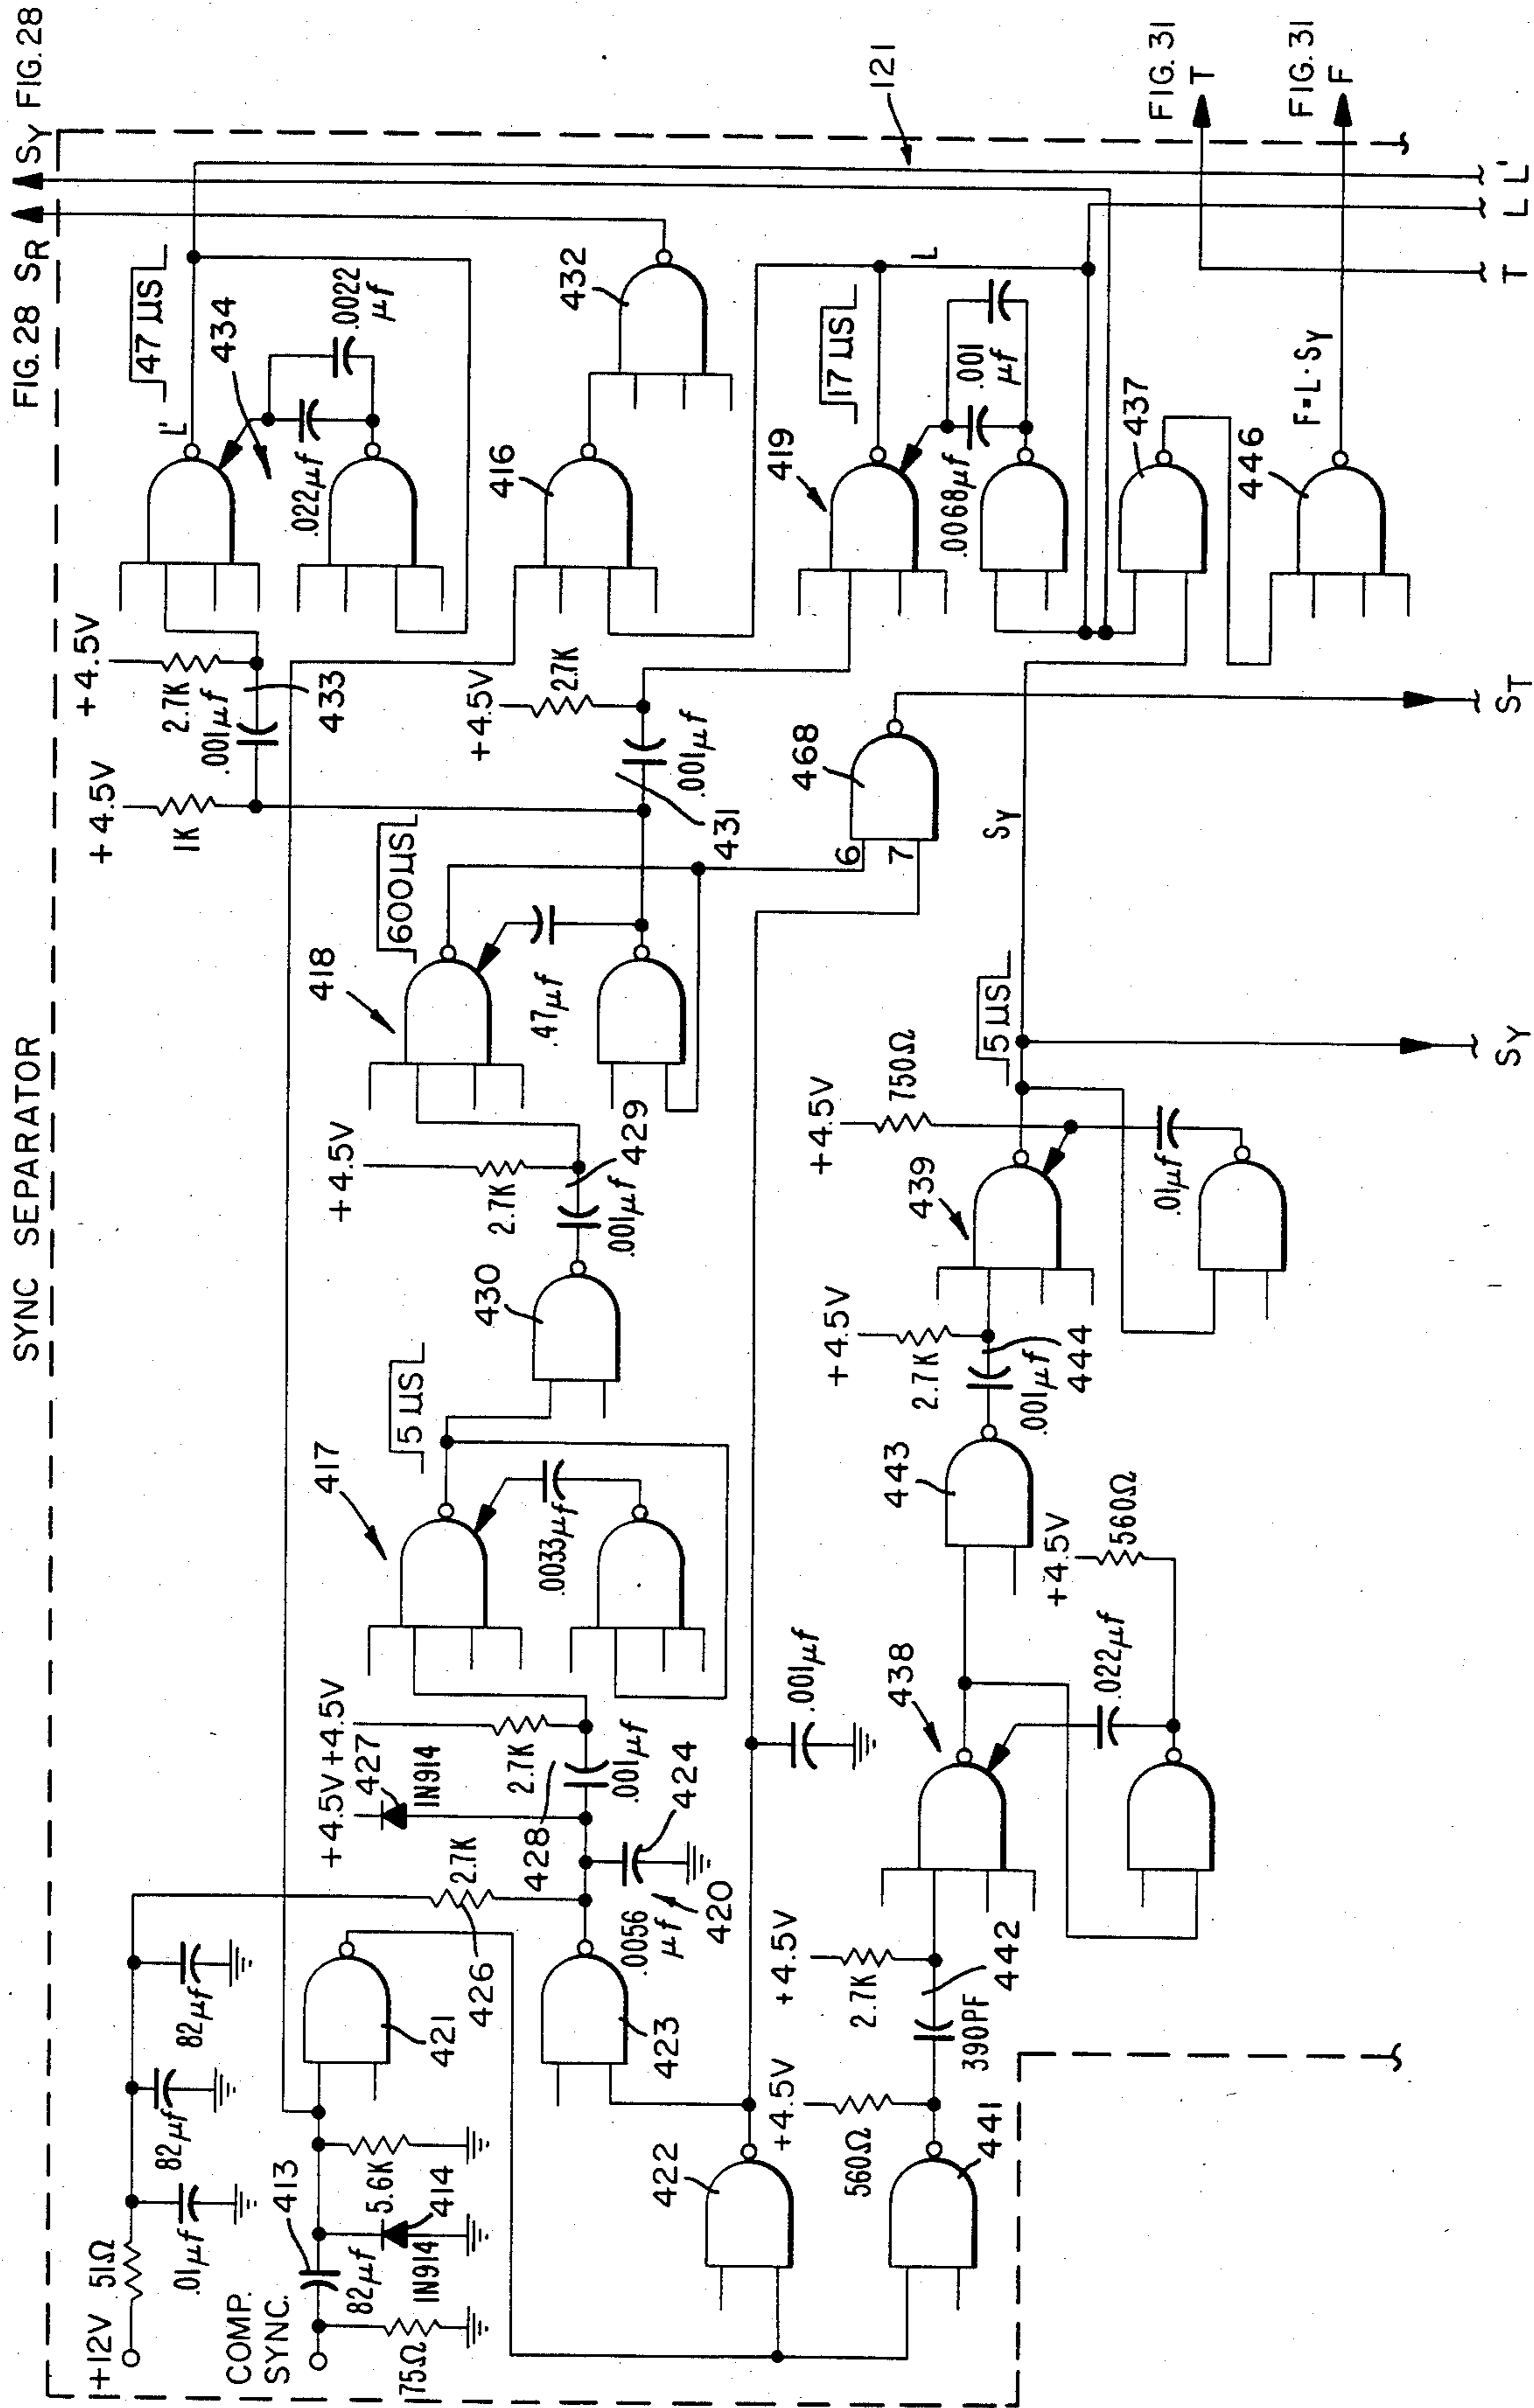 SYNC SEPARATOR
FIG. 28 SR
SY FIG. 28
+12V
51Ω
.01μf
82μf
82μf
COMP.
SYNC.
75Ω
413
82μf
1N914
414
5.6K
421
426
2.7K
+4.5V
427
1N914
+4.5V
2.7K
428
.001μf
424
.0056
μf
420
423
422
417
5 μS
.0033μf
430
+4.5V
2.7K
429
.001μf
418
600μS
.47μf
+4.5V
1K
+4.5V
2.7K
.001μf
433
+4.5V
2.7K
.001μf
431
L'
47 μS
434
.022μf
.0022
μf
416
432
419
17 μS
L
.0068μf
.001
μf
121
437
446
F=L·SY
FIG. 31
T
FIG. 31
F
468
6
7
.001μf
+4.5V
560Ω
441
+4.5V
2.7K
442
390PF
438
.022μf
+4.5V
560Ω
443
+4.5V
2.7K
.001μf
444
439
+4.5V
750Ω
.01μf
5 μS
SY
SY
ST
T
L
L'